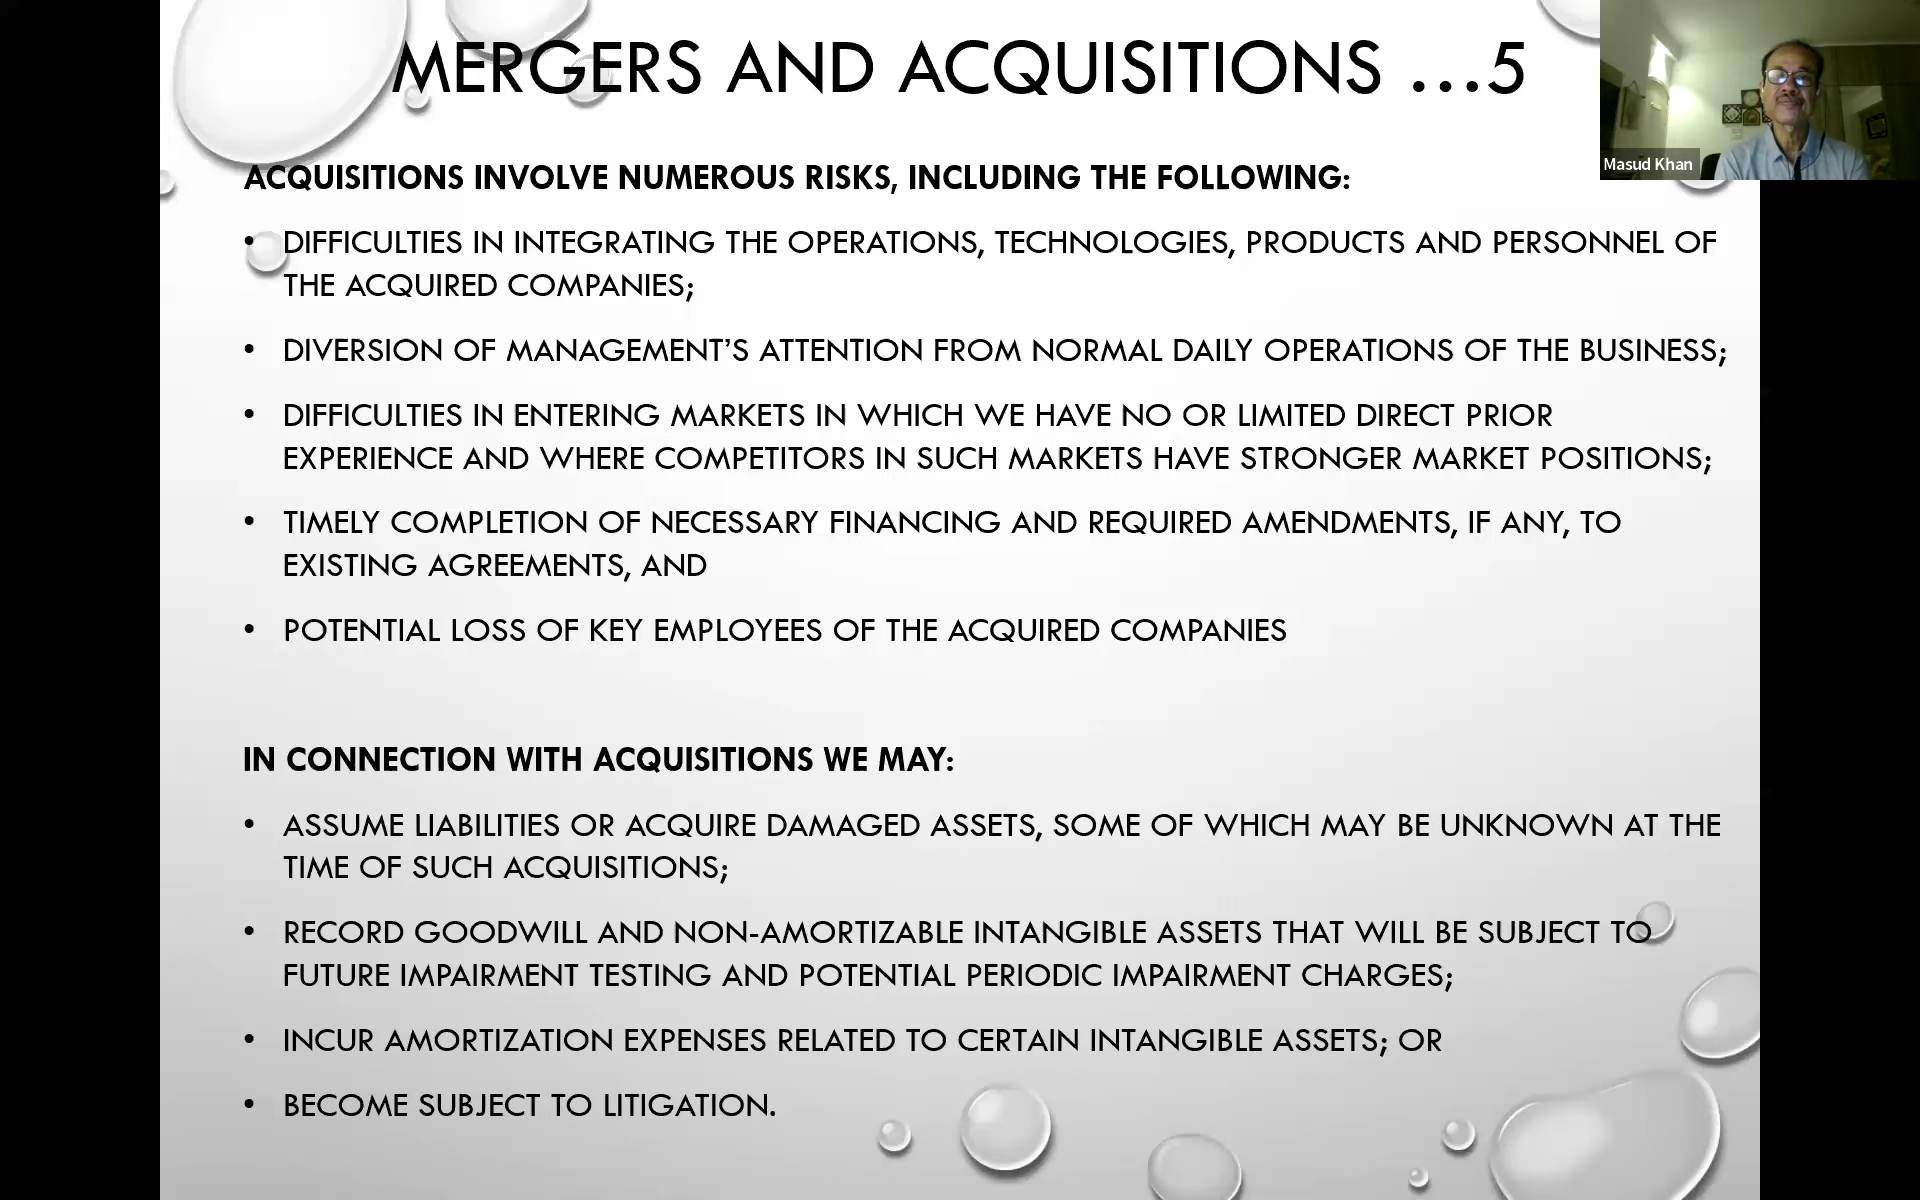 MERGERS AND ACQUISITIONS ...5
Masud Khan
ACQUISITIONS INVOLVE NUMEROUS RISKS, INCLUDING THE FOLLOWING:
• DIFFICULTIES IN INTEGRATING THE OPERATIONS, TECHNOLOGIES, PRODUCTS AND PERSONNEL OF
THE ACQUIRED COMPANIES;
• DIVERSION OF MANAGEMENT’S ATTENTION FROM NORMAL DAILY OPERATIONS OF THE BUSINESS;
• DIFFICULTIES IN ENTERING MARKETS IN WHICH WE HAVE NO OR LIMITED DIRECT PRIOR
EXPERIENCE AND WHERE COMPETITORS IN SUCH MARKETS HAVE STRONGER MARKET POSITIONS;
• TIMELY COMPLETION OF NECESSARY FINANCING AND REQUIRED AMENDMENTS, IF ANY, TO
EXISTING AGREEMENTS, AND
• POTENTIAL LOSS OF KEY EMPLOYEES OF THE ACQUIRED COMPANIES
IN CONNECTION WITH ACQUISITIONS WE MAY:
• ASSUME LIABILITIES OR ACQUIRE DAMAGED ASSETS, SOME OF WHICH MAY BE UNKNOWN AT THE
TIME OF SUCH ACQUISITIONS;
• RECORD GOODWILL AND NON-AMORTIZABLE INTANGIBLE ASSETS THAT WILL BE SUBJECT TO
FUTURE IMPAIRMENT TESTING AND POTENTIAL PERIODIC IMPAIRMENT CHARGES;
• INCUR AMORTIZATION EXPENSES RELATED TO CERTAIN INTANGIBLE ASSETS; OR
• BECOME SUBJECT TO LITIGATION.